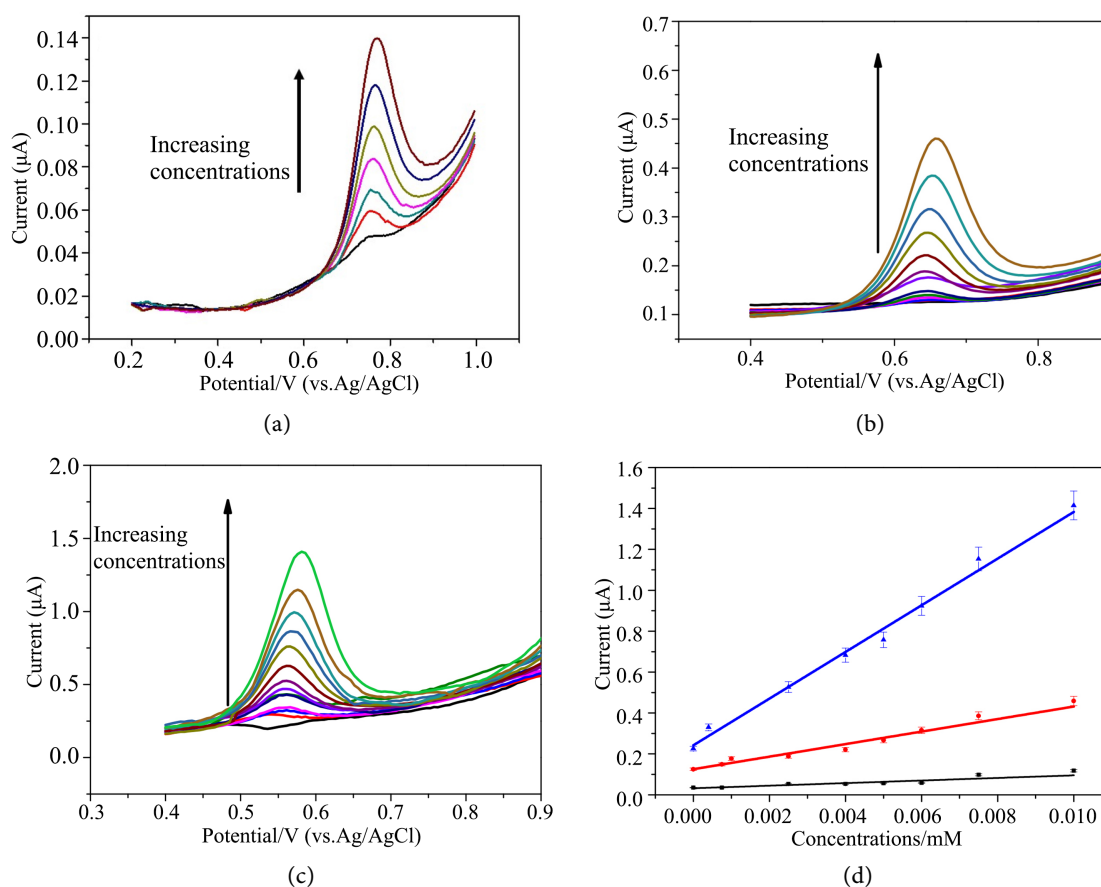 0.14
0.12
0.10
0.08
0.06
0.04
0.02
0.00
Current (μA)
Increasing
concentrations
0.2 0.4 0.6 0.8 1.0
Potential/V (vs.Ag/AgCl)
(a)
0.7
0.6
0.5
0.4
0.3
0.2
0.1
Current (μA)
Increasing
concentrations
0.4 0.6 0.8
Potential/V (vs.Ag/AgCl)
(b)
2.0
1.5
1.0
0.5
0.0
Current (μA)
Increasing
concentrations
0.3 0.4 0.5 0.6 0.7 0.8 0.9
Potential/V (vs.Ag/AgCl)
(c)
1.6
1.4
1.2
1.0
0.8
0.6
0.4
0.2
0.0
Current (μA)
0.000 0.002 0.004 0.006 0.008 0.010
Concentrations/mM
(d)